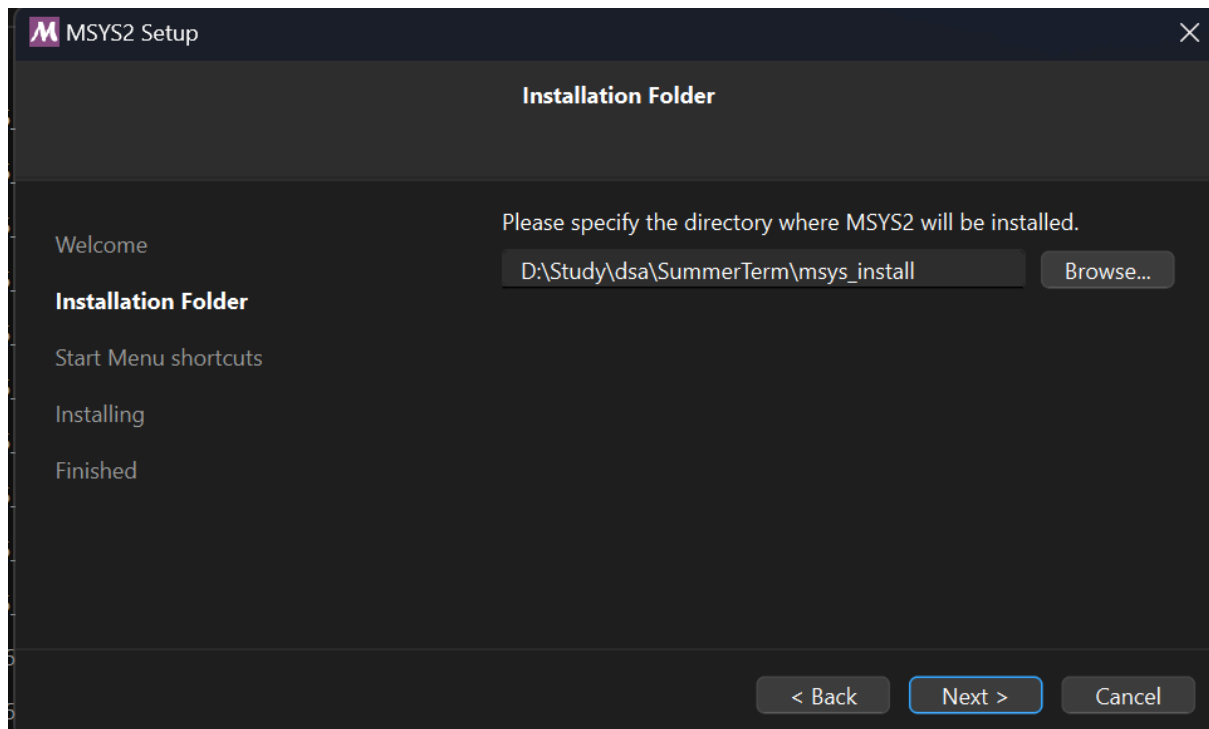 MSYS2 Setup
Installation Folder
Please specify the directory where MSYS2 will be installed.
D:\Study\dsa\SummerTerm\msys_install
Browse...
Welcome
Installation Folder
Start Menu shortcuts
Installing
Finished
< Back
Next >
Cancel